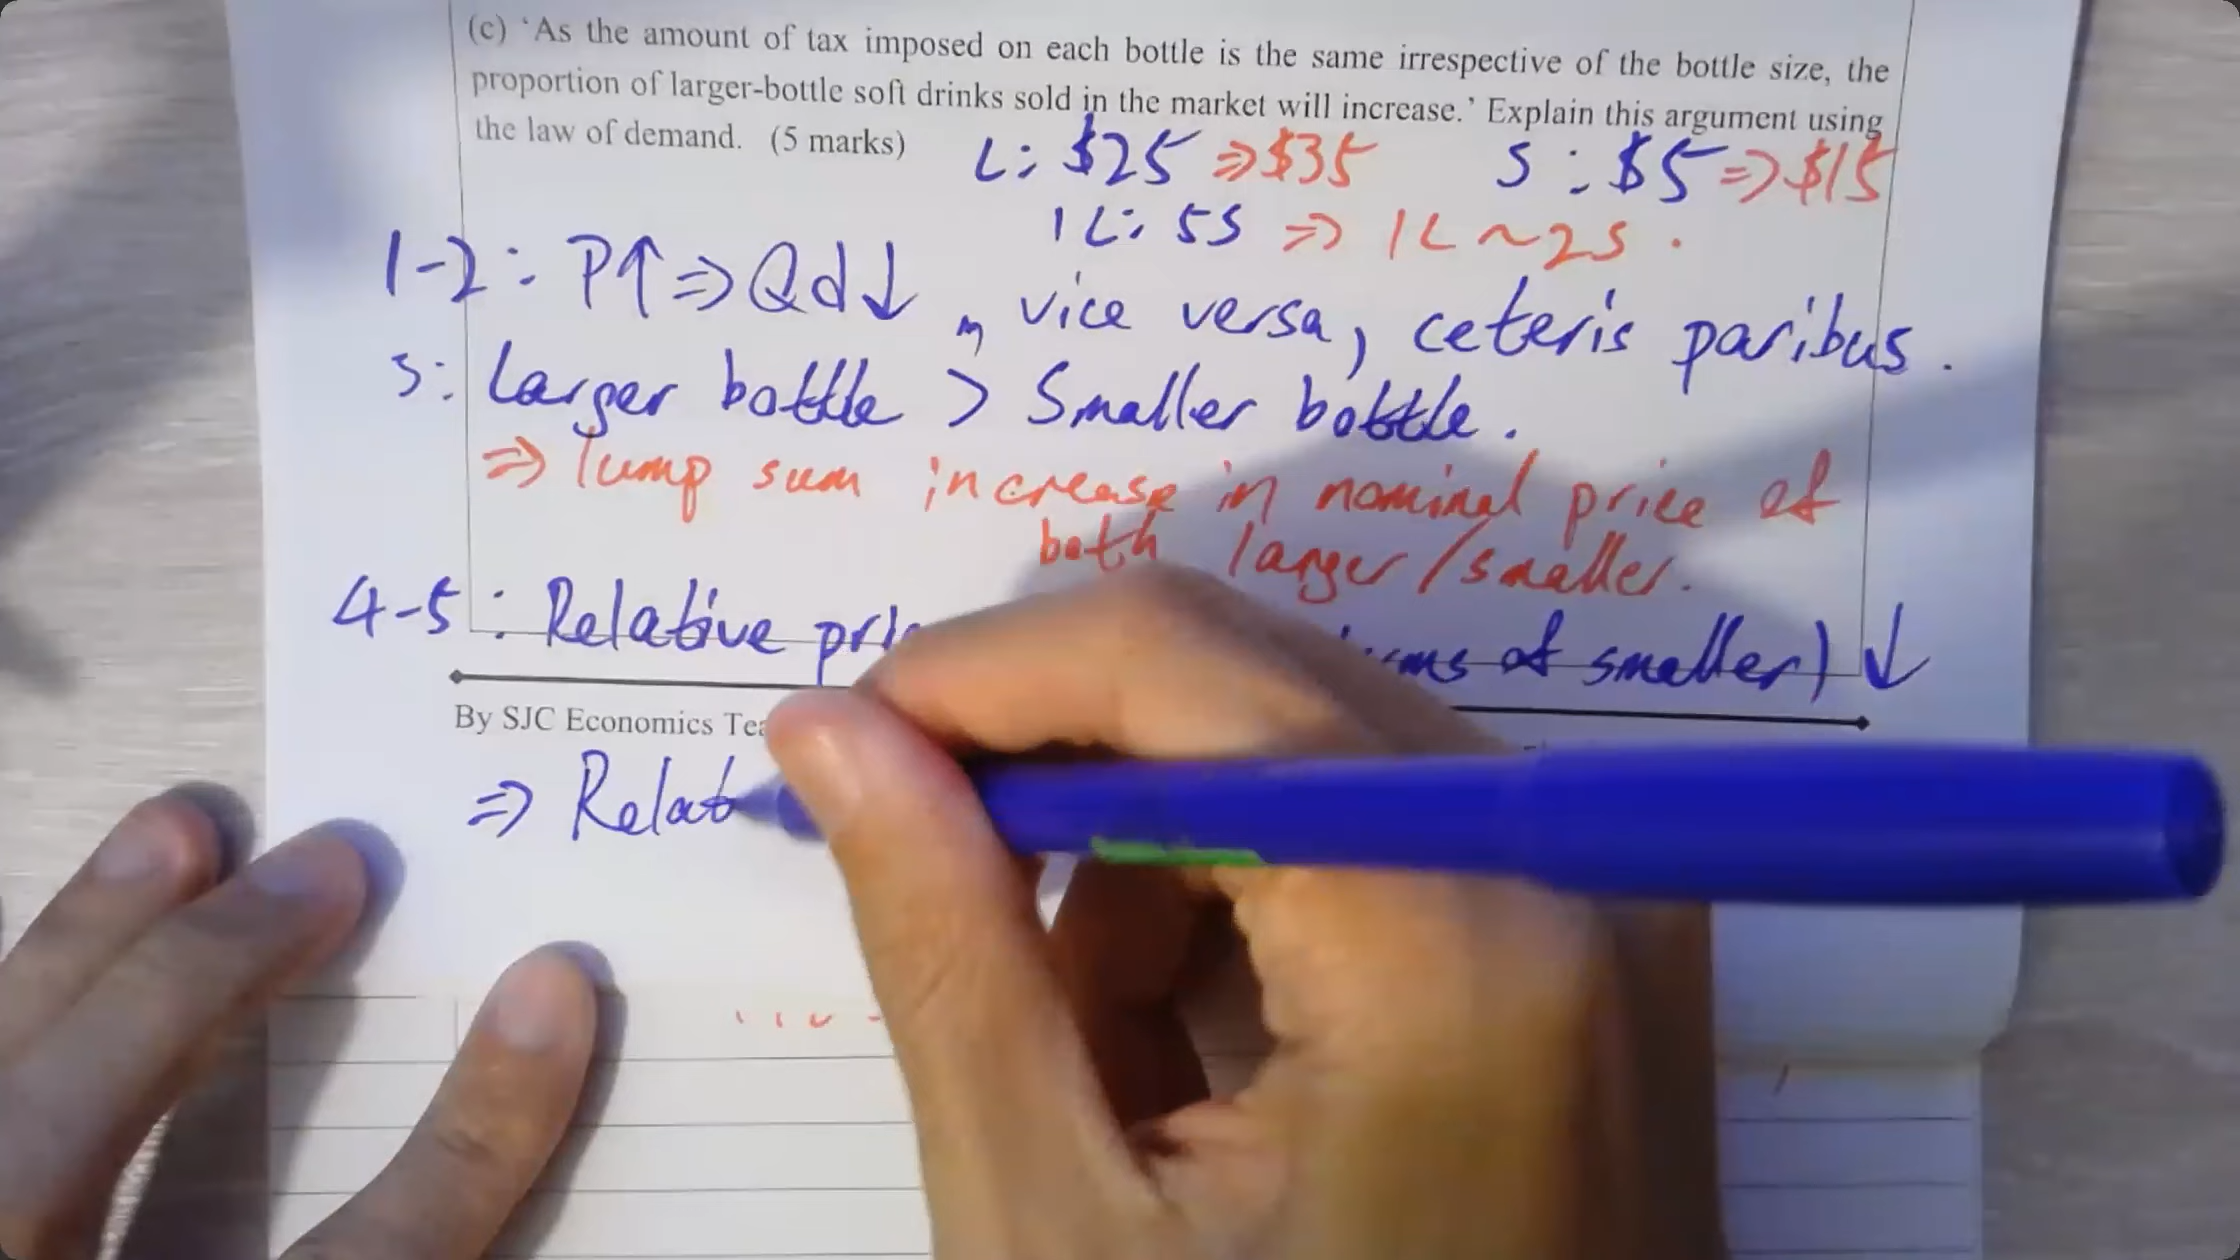 (c) ‘As the amount of tax imposed on each bottle is the same irrespective of the bottle size, the
proportion of larger-bottle soft drinks sold in the market will increase.’ Explain this argument using
the law of demand. (5 marks)
L: $25 ⇒ $35 S: $5 ⇒ $15
1L: 5S ⇒ 1L ~ 2S.
1-2: P↑ ⇒ Qd↓, vice versa, ceteris paribus.
3: Larger bottle > Smaller bottle.
⇒ lump sum increase in nominal price of
both larger/smaller.
4-5: Relative of smaller) ↓
By SJC Economics
⇒ Relat